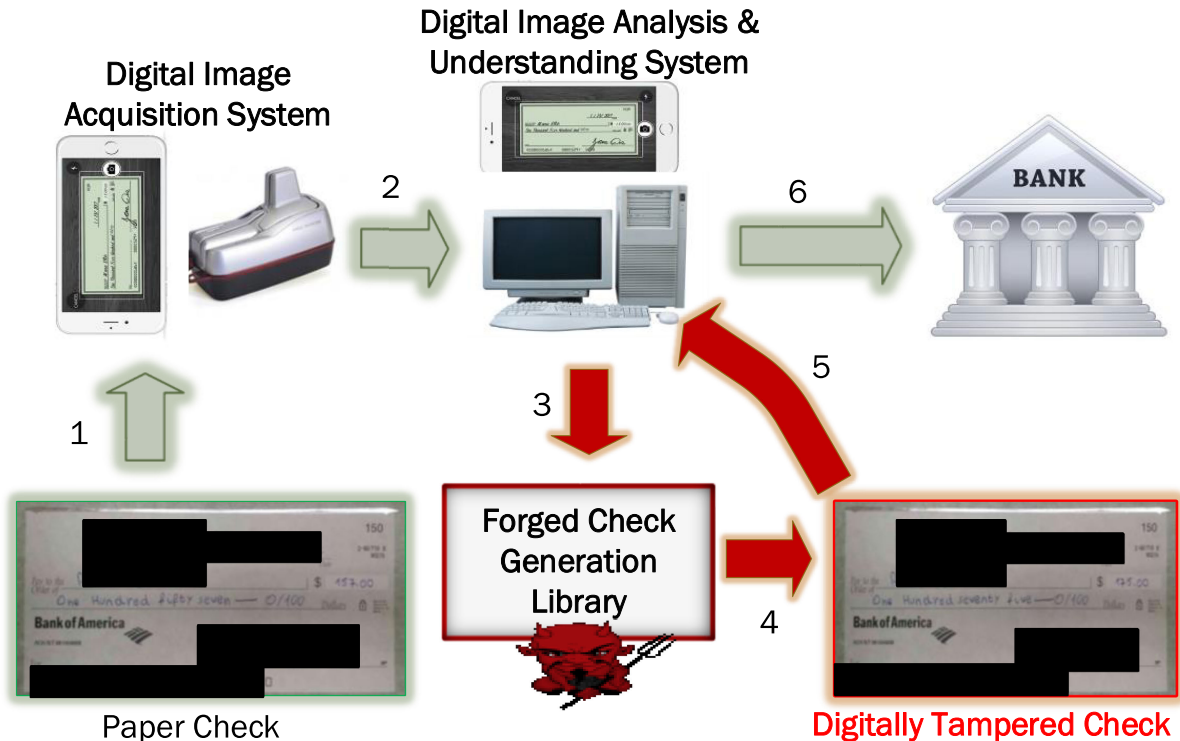 Digital Image Analysis &
Understanding System
Digital Image
Acquisition System
2
6
BANK
1
3
5
4
150
$ 157.00
One Hundred fifty seven — 0/100 Dollars
Bank of America
Paper Check
Forged Check
Generation
Library
150
$ 175.00
One Hundred seventy five — 0/100 Dollars
Bank of America
Digitally Tampered Check